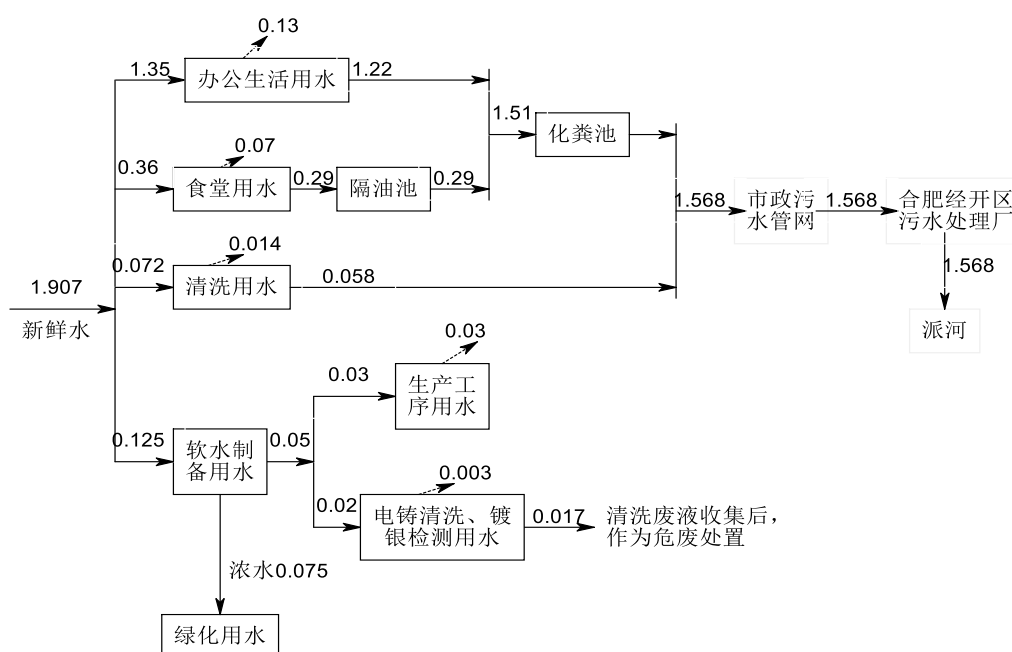 0.13
1.35
办公生活用水
1.22
1.51
化粪池
0.07
0.36
食堂用水
0.29
隔油池
0.29
1.568
市政污
水管网
1.568
合肥经开区
污水处理厂
0.014
0.072
清洗用水
0.058
1.568
1.907
新鲜水
派河
0.03
0.03
生产工
序用水
0.125
软水制
备用水
0.05
0.003
0.02
电铸清洗、镀
银检测用水
0.017
清洗废液收集后，
作为危废处置
浓水0.075
绿化用水